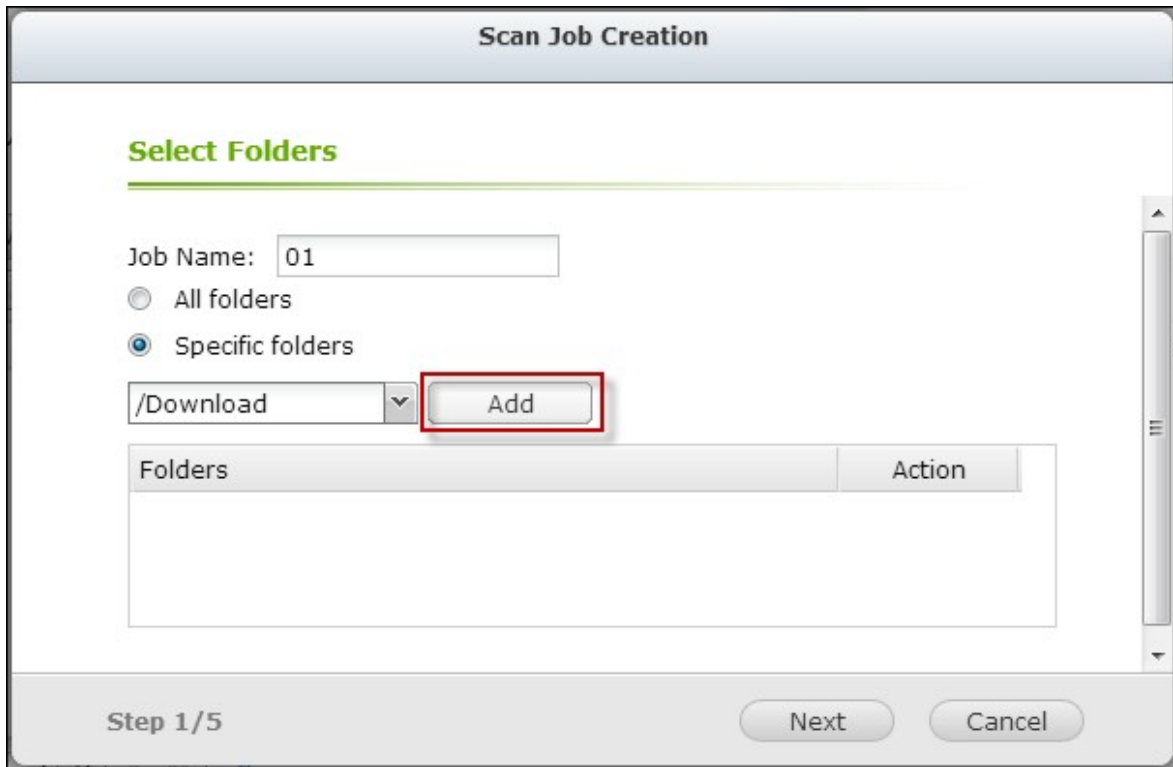 Scan Job Creation
Select Folders
Job Name: 01
All folders
Specific folders
/Download Add
Folders Action
Step 1/5 Next Cancel